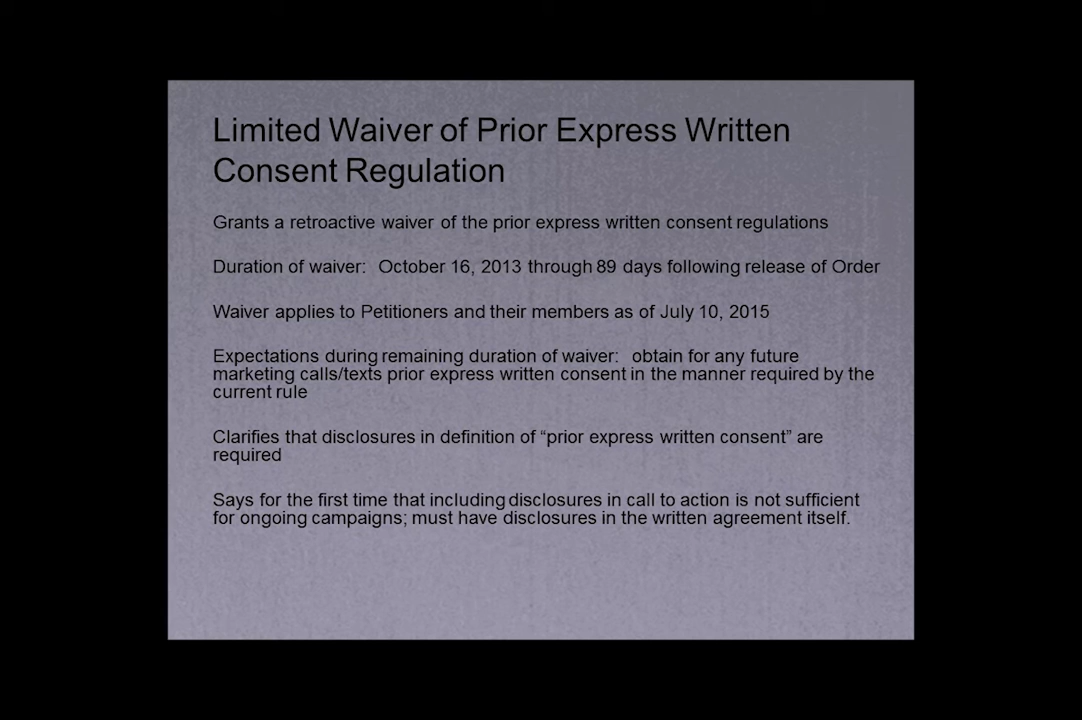 Limited Waiver of Prior Express Written
Consent Regulation
Grants a retroactive waiver of the prior express written consent regulations
Duration of waiver: October 16, 2013 through 89 days following release of Order
Waiver applies to Petitioners and their members as of July 10, 2015
Expectations during remaining duration of waiver: obtain for any future
marketing calls/texts prior express written consent in the manner required by the
current rule
Clarifies that disclosures in definition of “prior express written consent” are
required
Says for the first time that including disclosures in call to action is not sufficient
for ongoing campaigns; must have disclosures in the written agreement itself.